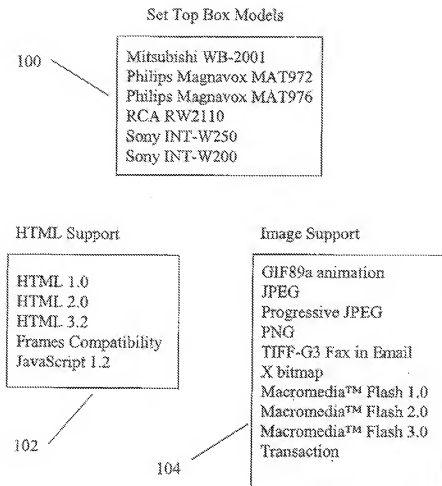 Set Top Box Models
100
Mitsubishi WB-2001
Philips Magnavox MAT972
Philips Magnavox MAT976
RCA RW2110
Sony INT-W250
Sony INT-W200
HTML Support
HTML 1.0
HTML 2.0
HTML 3.2
Frames Compatibility
JavaScript 1.2
102
Image Support
GIF89a animation
JPEG
Progressive JPEG
PNG
TIFF-G3 Fax in Email
X bitmap
Macromedia™ Flash 1.0
Macromedia™ Flash 2.0
Macromedia™ Flash 3.0
Transaction
104